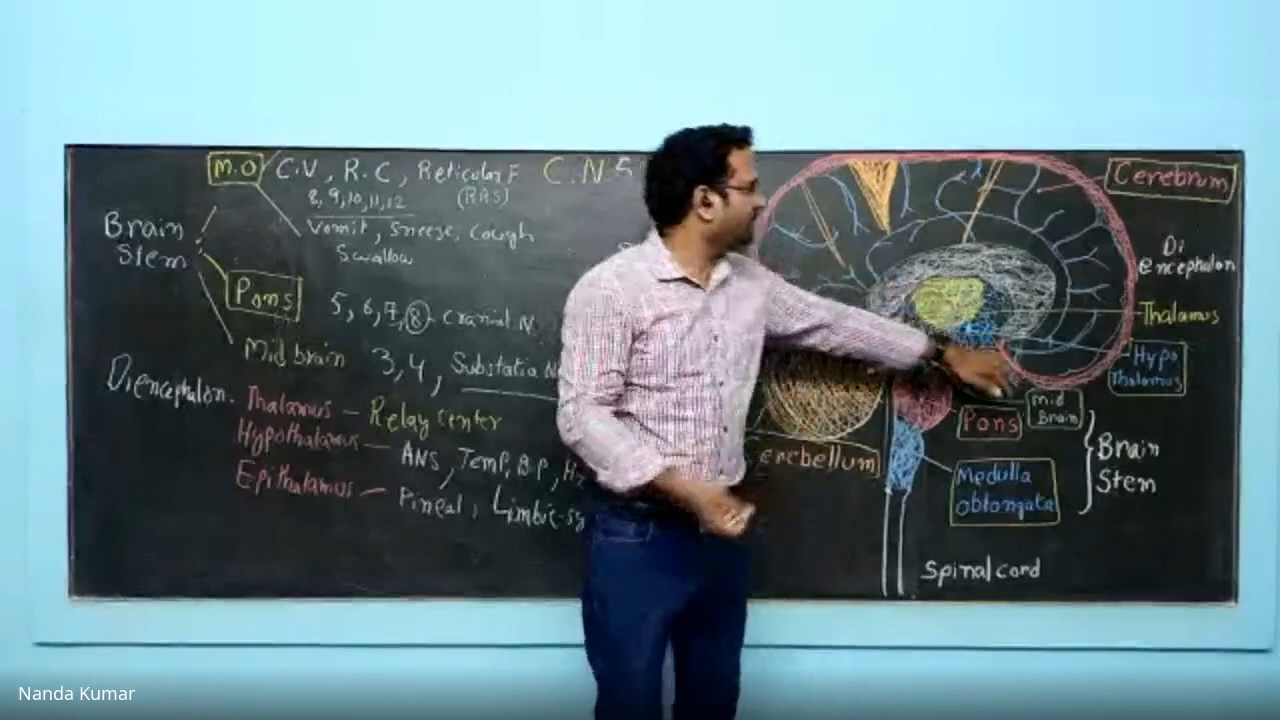 M.O C.V, R.C, Reticular F C.N.S
8, 9, 10, 11, 12 (RAS)
Vomit, Sneeze, Cough
Swallow
Brain
Stem
Pons
5, 6, 7, 8 - cranial N.
Mid brain 3, 4, Substatia N
Diencephalon. Thalamus - Relay center
Hypothalamus - ANS, Temp, B.P, H
Epithalamus - Pineal, Limbic-sy
Cerebrum
Di
encephalon
Thalamus
Hypo
thalamus
mid
Brain
Pons
Brain
Stem
erebellum
Medulla
oblongata
Spinal cord
Nanda Kumar